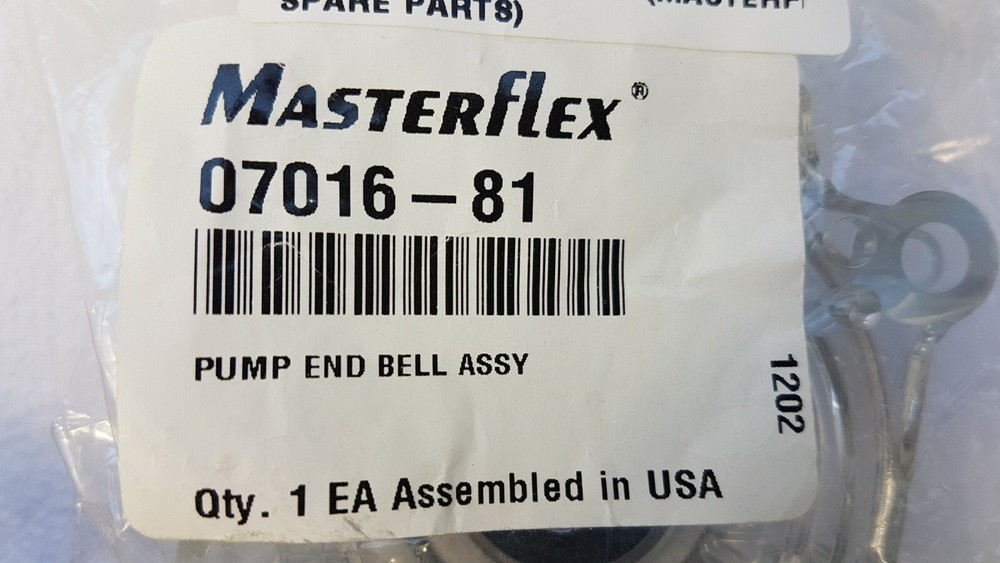 SPARE PARTS)
MASTERFLEX®
07016-81
PUMP END BELL ASSY
1202
Qty. 1 EA Assembled in USA